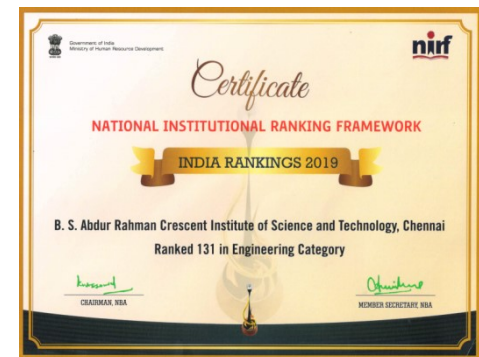 Government of India
Ministry of Human Resource Development
nirf
Certificate
NATIONAL INSTITUTIONAL RANKING FRAMEWORK
INDIA RANKINGS 2019
B. S. Abdur Rahman Crescent Institute of Science and Technology, Chennai
Ranked 131 in Engineering Category
CHAIRMAN, NBA
MEMBER SECRETARY, NBA